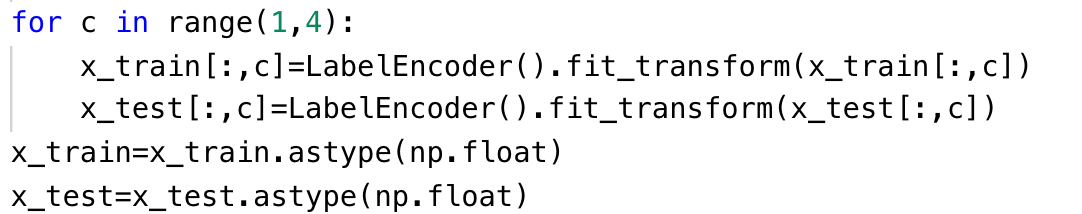 for c in range(1,4):
    x_train[:,c]=LabelEncoder().fit_transform(x_train[:,c])
    x_test[:,c]=LabelEncoder().fit_transform(x_test[:,c])
x_train=x_train.astype(np.float)
x_test=x_test.astype(np.float)